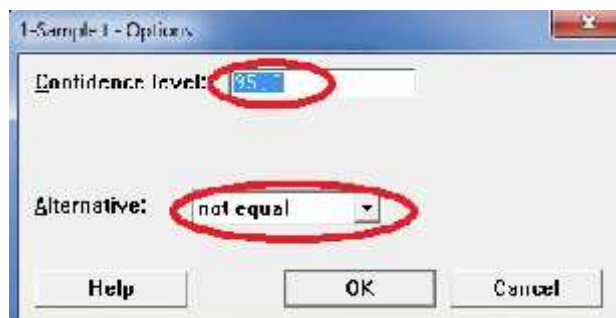 1-Sample t - Options
Confidence level: 95.0
Alternative: not equal
Help OK Cancel